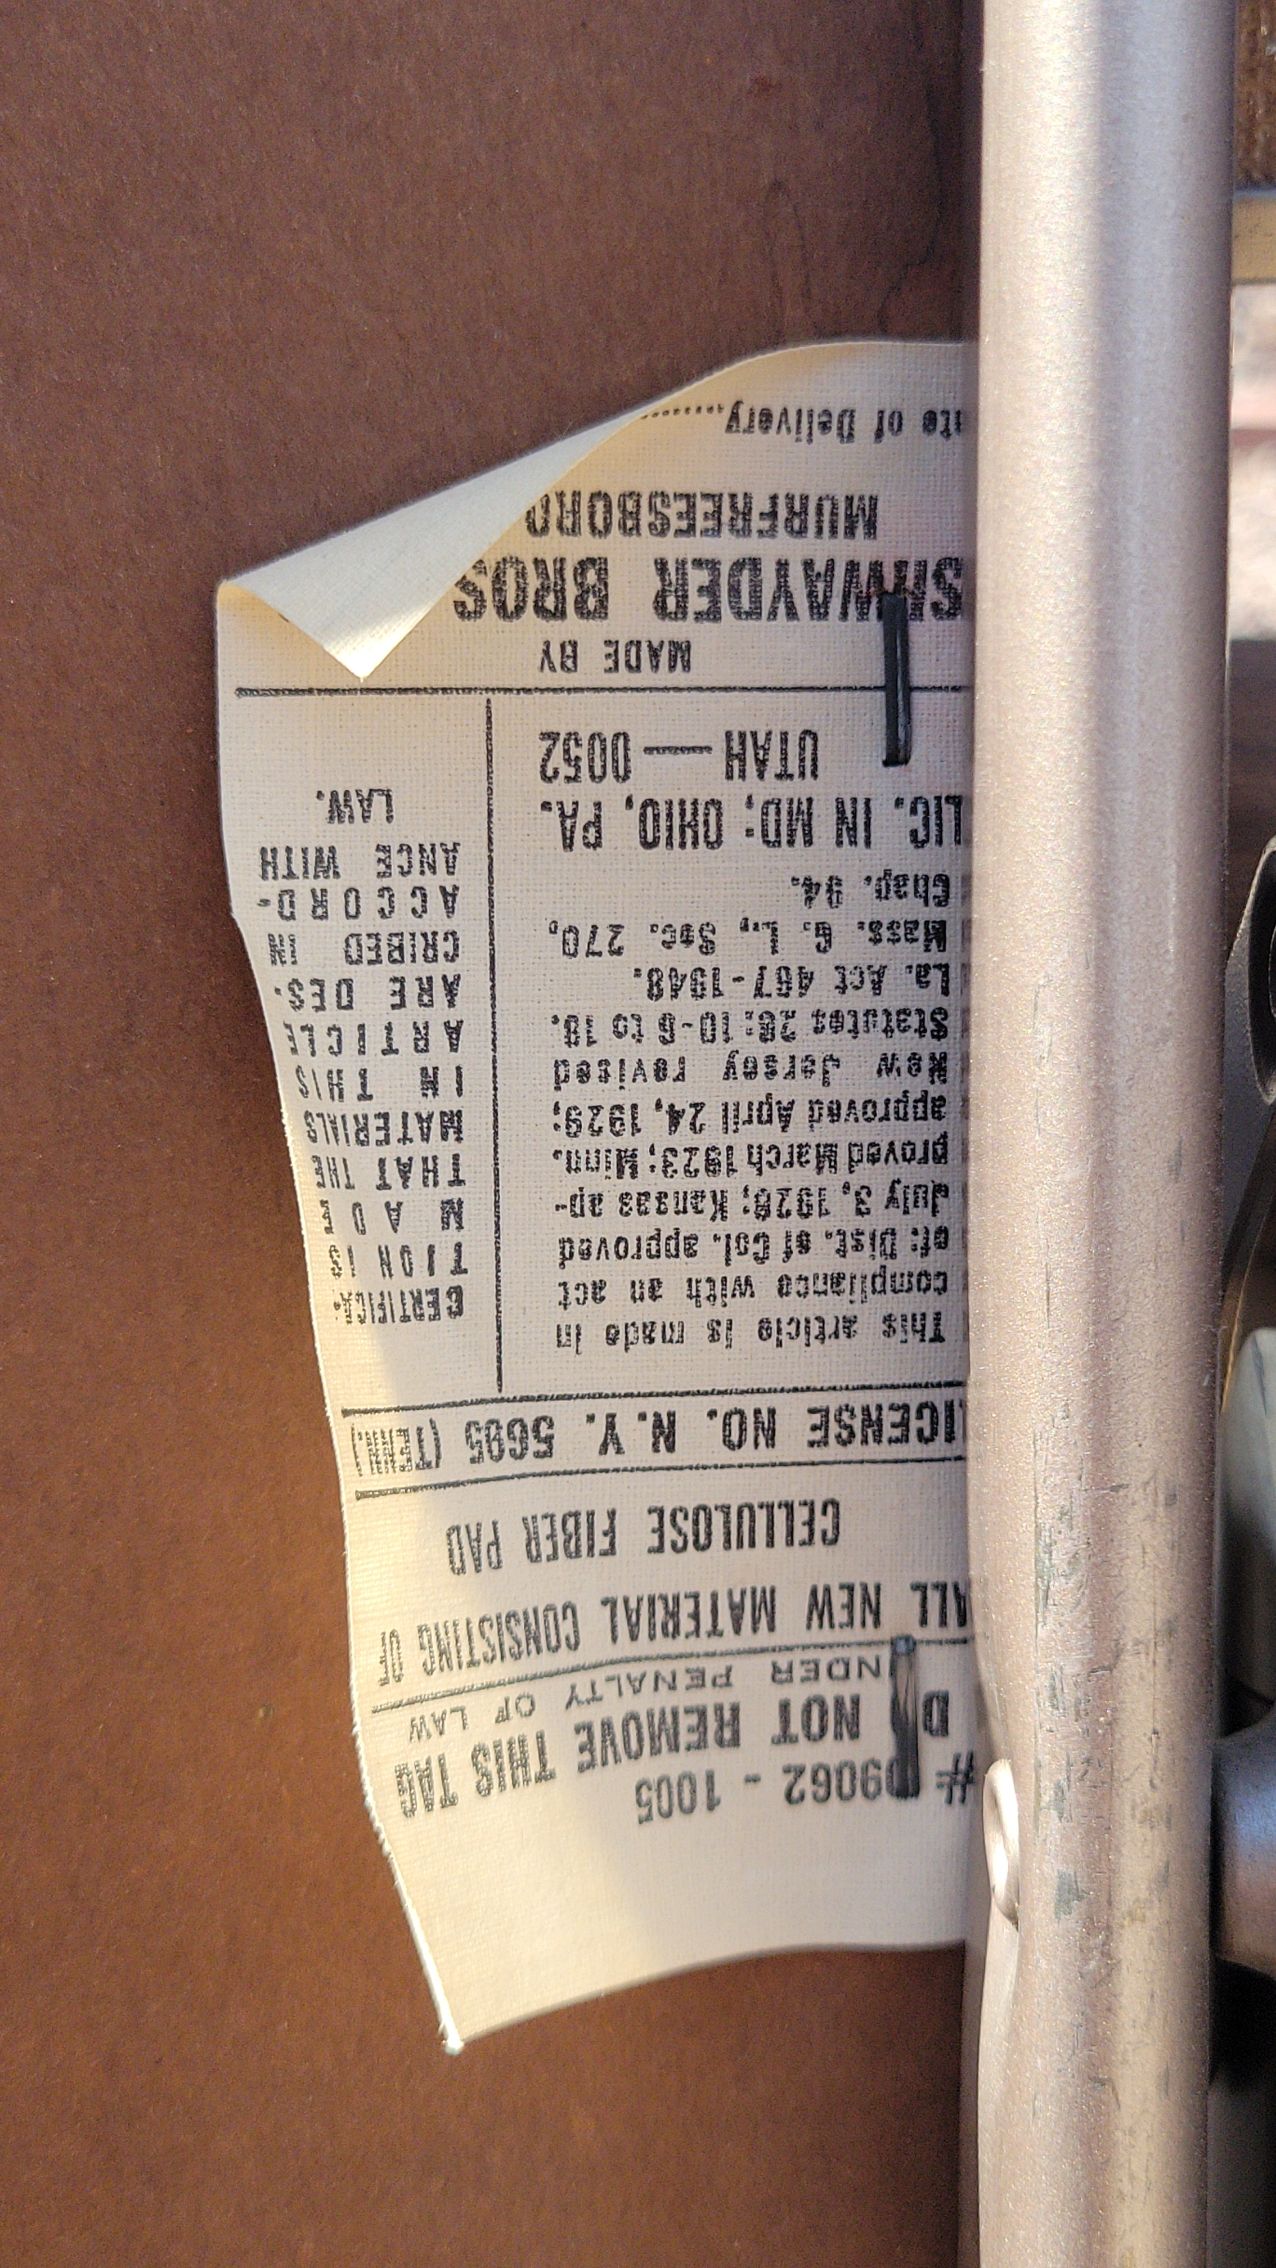 # 09062 - 1005
D NOT REMOVE THIS TAG
NDER PENALTY OF LAW
ALL NEW MATERIAL CONSISTING OF
CELLULOSE FIBER PAD
LICENSE NO. N.Y. 5605 (TENN.)
This article is made in
compliance with an act
of: Dist. of Col. approved
July 3, 1926; Kansas ap-
proved March 1923; Minn.
approved April 24, 1929;
New Jersey revised
Statutes 26:10-6 to 18.
La. Act 467-1948.
Mass. G. L., Sec. 270,
Chap. 94.
LIC. IN MD; OHIO, PA.
UTAH — 0052
CERTIFICA-
TION IS
MADE
THAT THE
MATERIALS
IN THIS
ARTICLE
ARE DES-
CRIBED IN
ACCORD-
ANCE WITH
LAW.
MADE BY
SHWAYDER BROS
MURFREESBORO
ate of Delivery..........